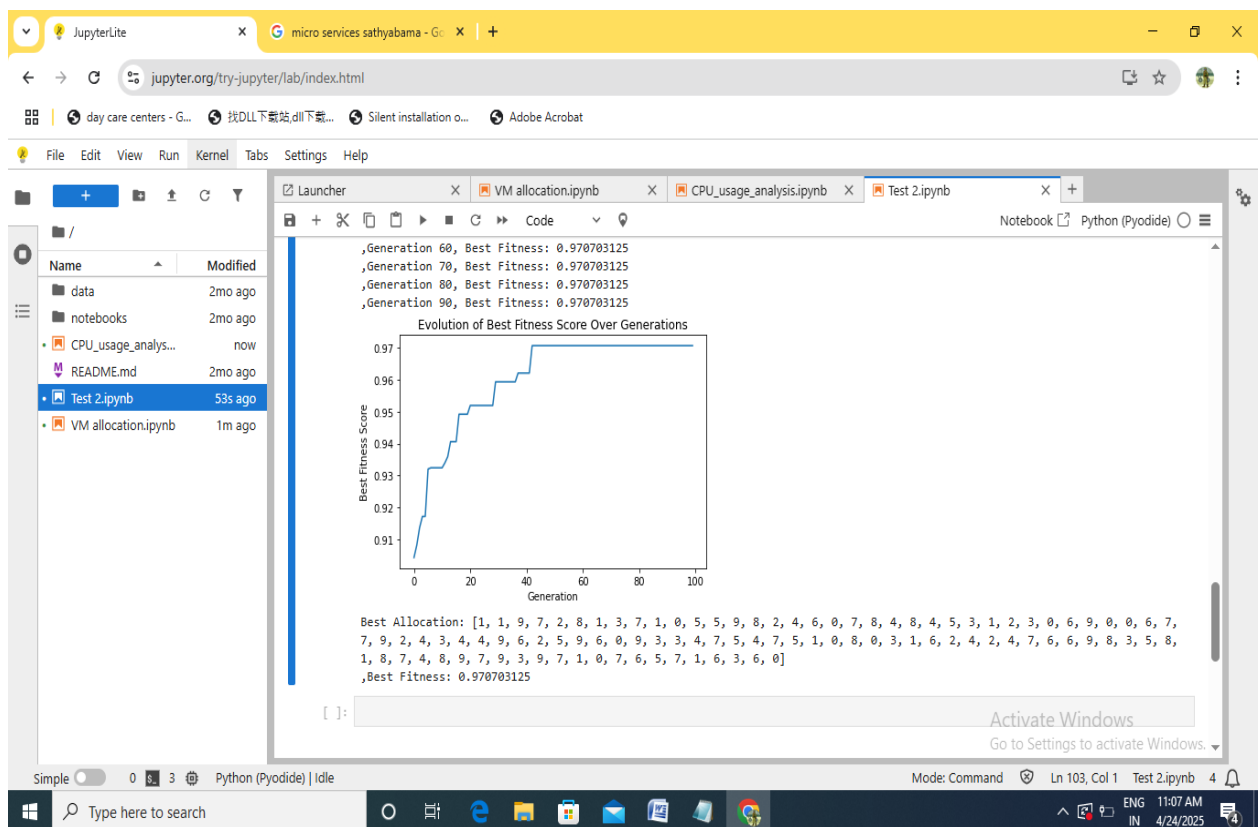 JupyterLite
micro services sathyabama - Go
jupyter.org/try-jupyter/lab/index.html
day care centers - G...
找DLL下载站,dll下载...
Silent installation o...
Adobe Acrobat
File Edit View Run Kernel Tabs Settings Help
Launcher
VM allocation.ipynb
CPU_usage_analysis.ipynb
Test 2.ipynb
Code
Notebook
Python (Pyodide)
/
Name Modified
data 2mo ago
notebooks 2mo ago
CPU_usage_analys... now
README.md 2mo ago
Test 2.ipynb 53s ago
VM allocation.ipynb 1m ago
,Generation 60, Best Fitness: 0.970703125
,Generation 70, Best Fitness: 0.970703125
,Generation 80, Best Fitness: 0.970703125
,Generation 90, Best Fitness: 0.970703125
Evolution of Best Fitness Score Over Generations
0.97
0.96
0.95
0.94
0.93
0.92
0.91
Best Fitness Score
0 20 40 60 80 100
Generation
Best Allocation: [1, 1, 9, 7, 2, 8, 1, 3, 7, 1, 0, 5, 5, 9, 8, 2, 4, 6, 0, 7, 8, 4, 8, 4, 5, 3, 1, 2, 3, 0, 6, 9, 0, 0, 6, 7,
7, 9, 2, 4, 3, 4, 4, 9, 6, 2, 5, 9, 6, 0, 9, 3, 3, 4, 7, 5, 4, 7, 5, 1, 0, 8, 0, 3, 1, 6, 2, 4, 2, 4, 7, 6, 6, 9, 8, 3, 5, 8,
1, 8, 7, 4, 8, 9, 7, 9, 3, 9, 7, 1, 0, 7, 6, 5, 7, 1, 6, 3, 6, 0]
,Best Fitness: 0.970703125
[ ]:
Activate Windows
Go to Settings to activate Windows.
Simple 0 3 Python (Pyodide) | Idle
Mode: Command Ln 103, Col 1 Test 2.ipynb 4
Type here to search
ENG 11:07 AM
IN 4/24/2025